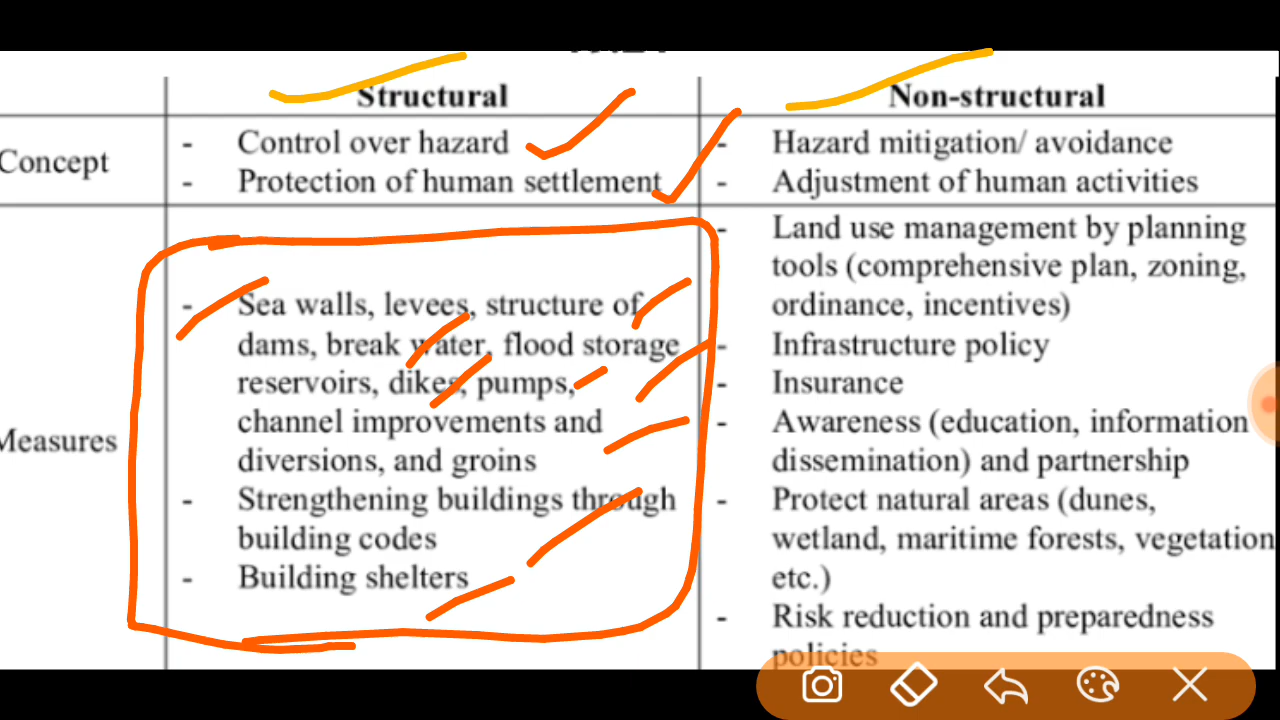 Structural Non-structural
Concept
- Control over hazard
- Protection of human settlement
- Hazard mitigation/ avoidance
- Adjustment of human activities
Measures
- Sea walls, levees, structure of
dams, break water, flood storage
reservoirs, dikes, pumps,
channel improvements and
diversions, and groins
- Strengthening buildings through
building codes
- Building shelters
- Land use management by planning
tools (comprehensive plan, zoning,
ordinance, incentives)
- Infrastructure policy
- Insurance
- Awareness (education, information
dissemination) and partnership
- Protect natural areas (dunes,
wetland, maritime forests, vegetation
etc.)
- Risk reduction and preparedness
policies